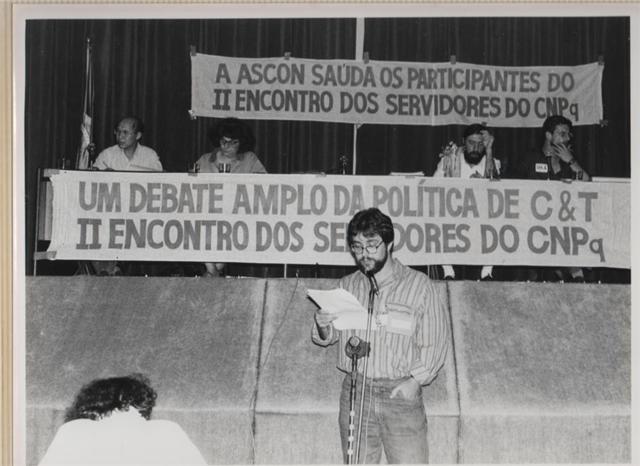 A ASCON SAÚDA OS PARTICIPANTES DO
II ENCONTRO DOS SERVIDORES DO CNPq
UM DEBATE AMPLO DA POLÍTICA DE C&T
II ENCONTRO DOS SERVIDORES DO CNPq